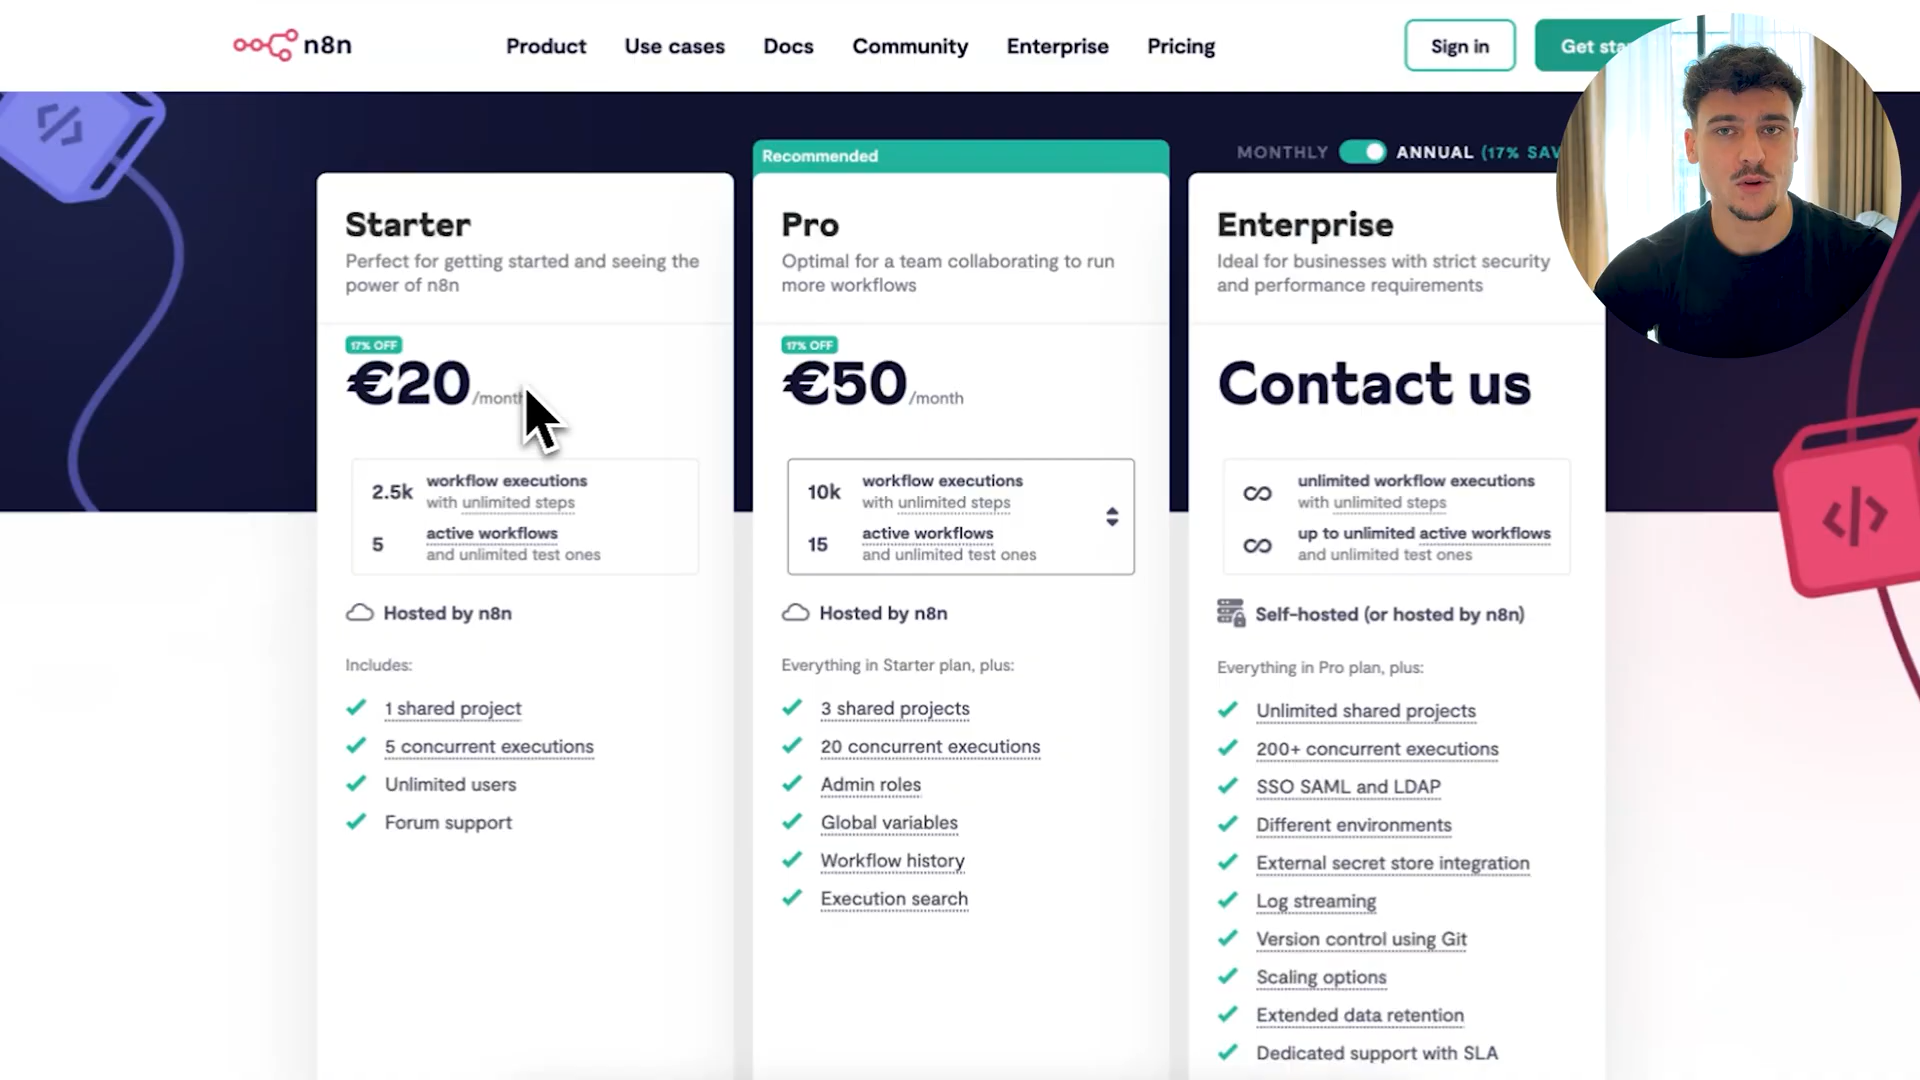 n8n
Product
Use cases
Docs
Community
Enterprise
Pricing
Sign in
Get
MONTHLY
ANNUAL (17%
Starter
Perfect for getting started and seeing the
power of n8n
17% OFF
€20 /month
2.5k workflow executions
with unlimited steps
5 active workflows
and unlimited test ones
Hosted by n8n
Includes:
1 shared project
5 concurrent executions
Unlimited users
Forum support
Recommended
Pro
Optimal for a team collaborating to run
more workflows
17% OFF
€50 /month
10k workflow executions
with unlimited steps
15 active workflows
and unlimited test ones
Hosted by n8n
Everything in Starter plan, plus:
3 shared projects
20 concurrent executions
Admin roles
Global variables
Workflow history
Execution search
Enterprise
Ideal for businesses with strict security
and performance requirements
Contact us
∞ unlimited workflow executions
with unlimited steps
∞ up to unlimited active workflows
and unlimited test ones
Self-hosted (or hosted by n8n)
Everything in Pro plan, plus:
Unlimited shared projects
200+ concurrent executions
SSO SAML and LDAP
Different environments
External secret store integration
Log streaming
Version control using Git
Scaling options
Extended data retention
Dedicated support with SLA